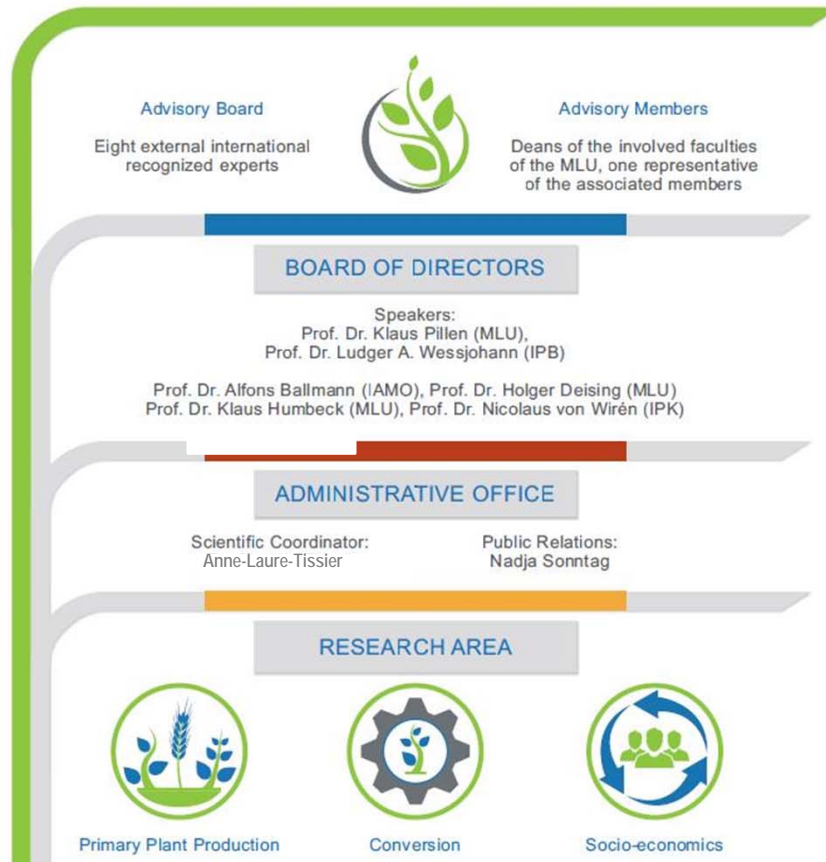 Advisory Board
Eight external international
recognized experts
Advisory Members
Deans of the involved faculties
of the MLU, one representative
of the associated members
BOARD OF DIRECTORS
Speakers:
Prof. Dr. Klaus Pillen (MLU),
Prof. Dr. Ludger A. Wessjohann (IPB)
Prof. Dr. Alfons Ballmann (IAMO), Prof. Dr. Holger Deising (MLU)
Prof. Dr. Klaus Humbeck (MLU), Prof. Dr. Nicolaus von Wirén (IPK)
ADMINISTRATIVE OFFICE
Scientific Coordinator:
Anne-Laure-Tissier
Public Relations:
Nadja Sonntag
RESEARCH AREA
Primary Plant Production
Conversion
Socio-economics